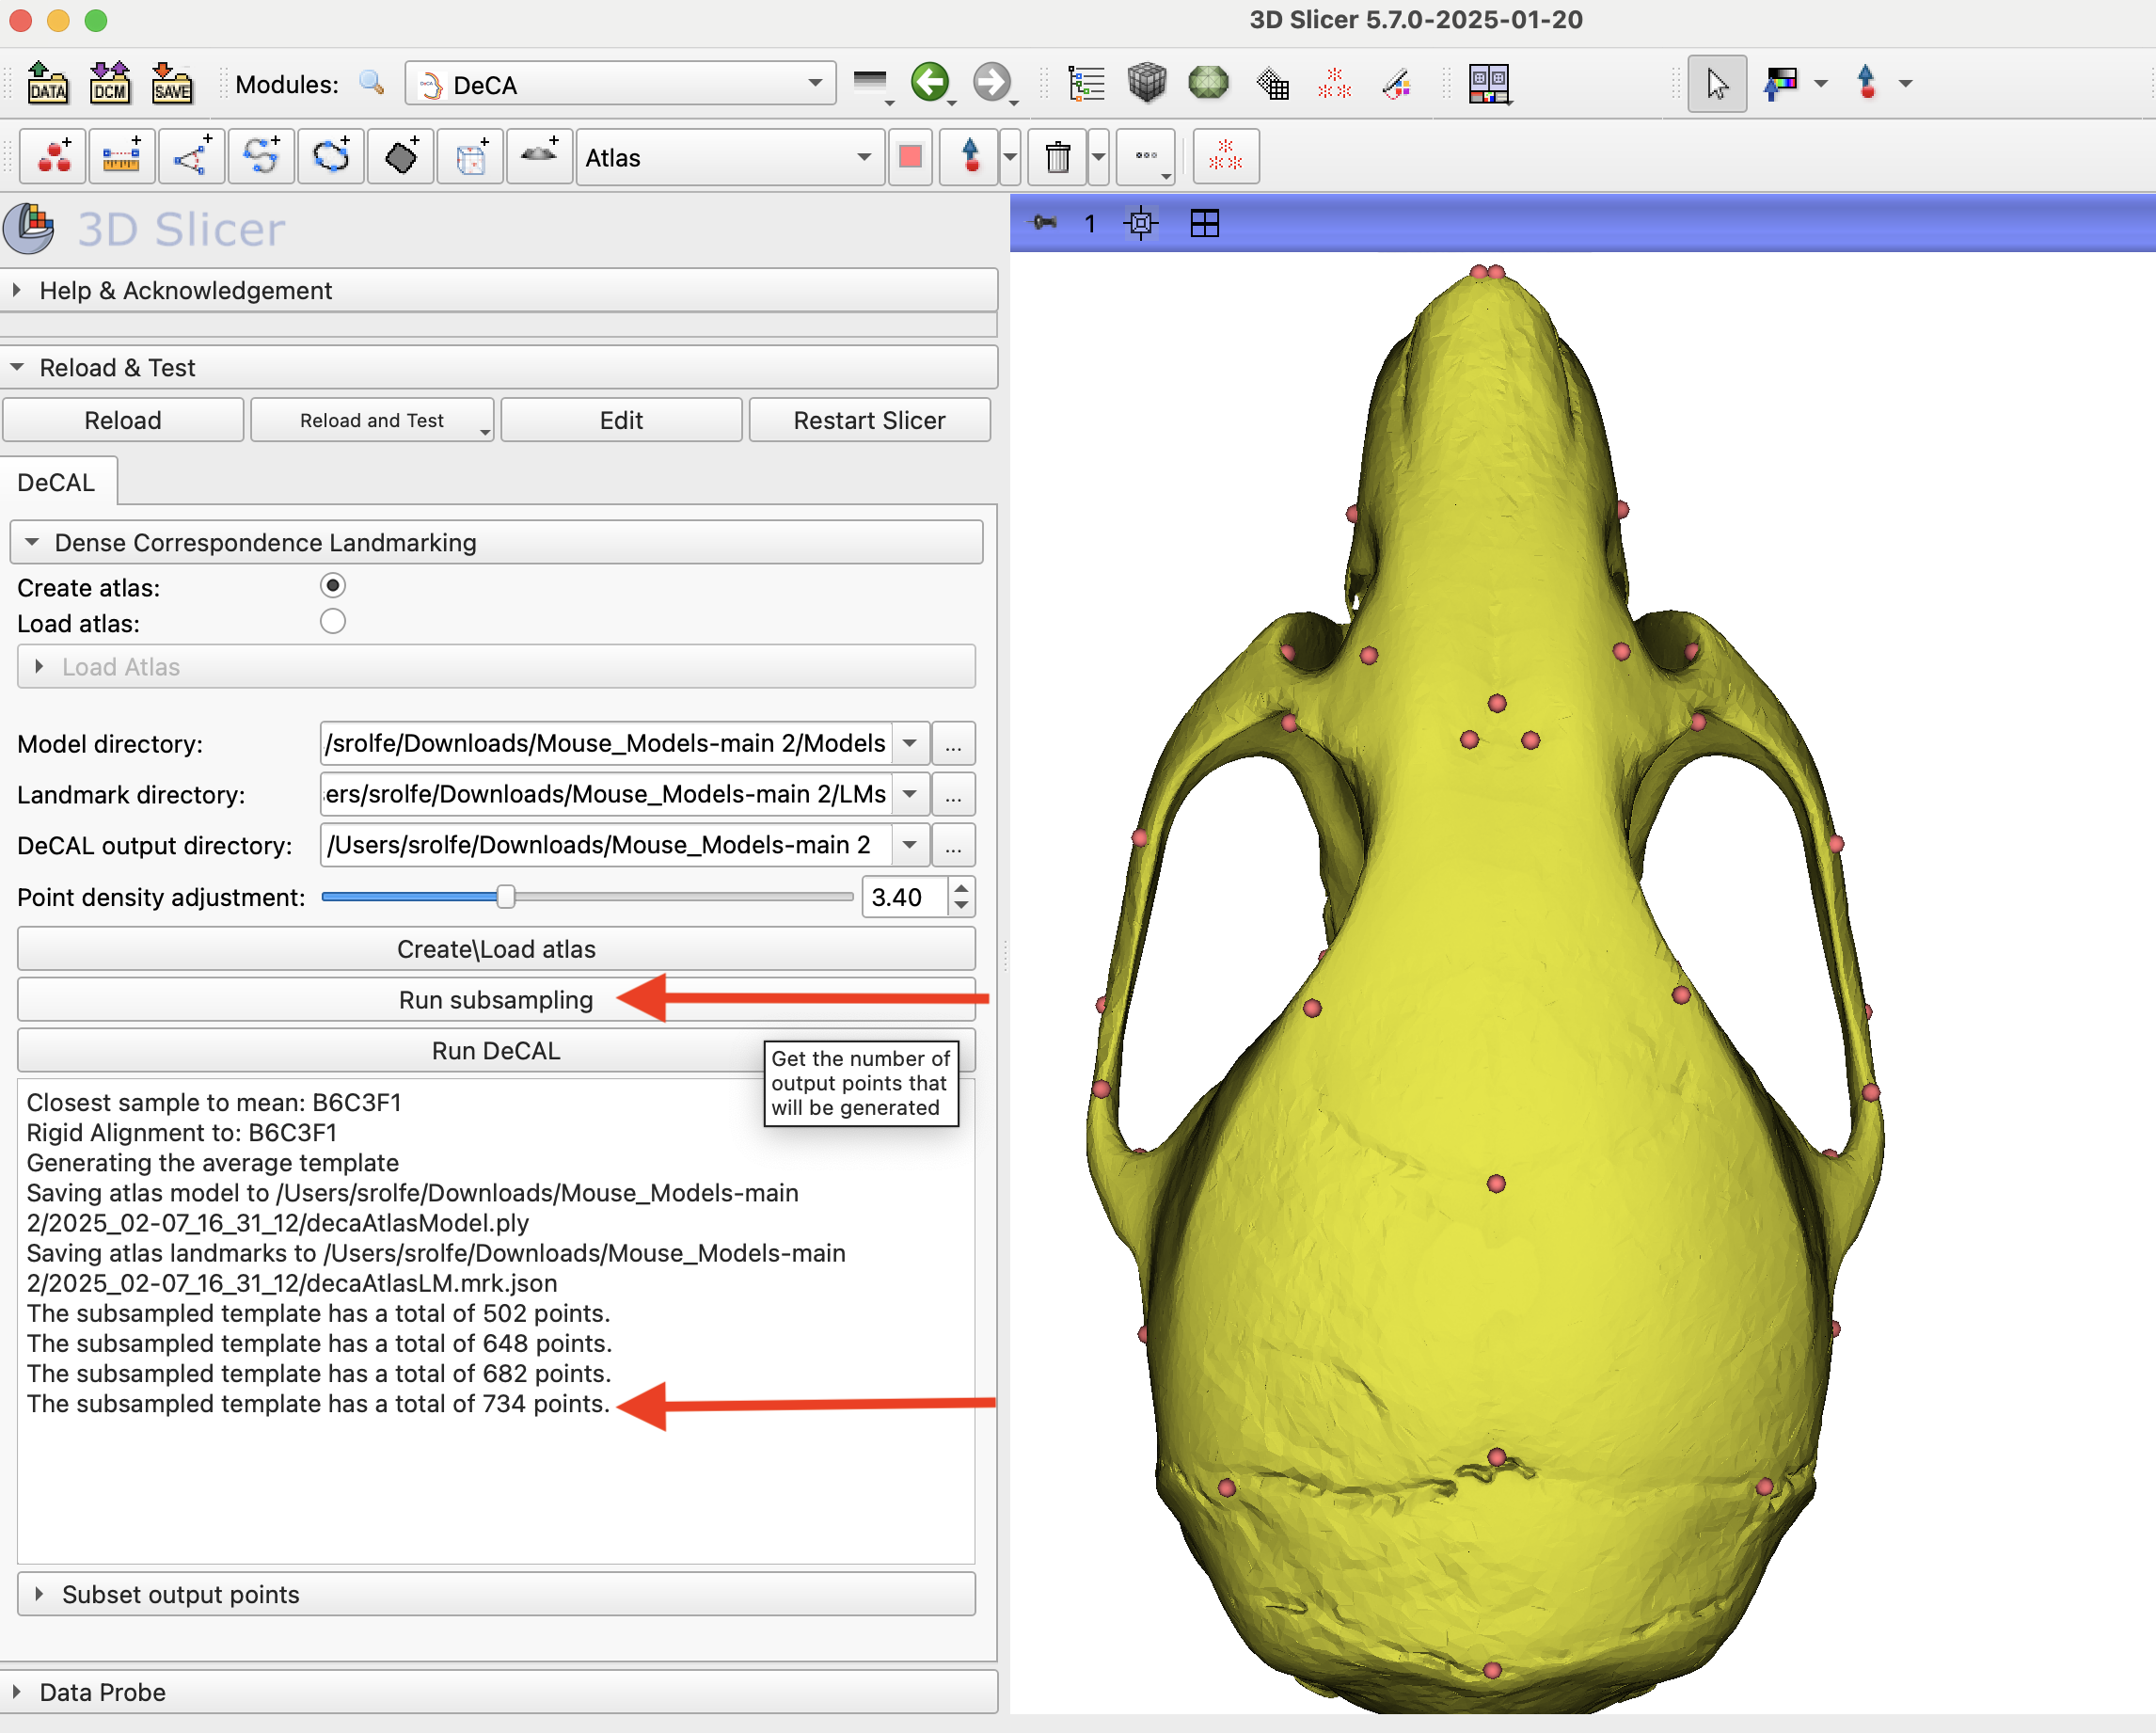 3D Slicer 5.7.0-2025-01-20
DATA
DCM
SAVE
Modules:
DeCA
Atlas
3D Slicer
1
Help & Acknowledgement
Reload & Test
Reload
Reload and Test
Edit
Restart Slicer
DeCAL
Dense Correspondence Landmarking
Create atlas:
Load atlas:
Load Atlas
Model directory:
/srolfe/Downloads/Mouse_Models-main 2/Models
...
Landmark directory:
ers/srolfe/Downloads/Mouse_Models-main 2/LMs
...
DeCAL output directory:
/Users/srolfe/Downloads/Mouse_Models-main 2
...
Point density adjustment:
3.40
Create\Load atlas
Run subsampling
Run DeCAL
Get the number of
output points that
will be generated
Closest sample to mean: B6C3F1
Rigid Alignment to: B6C3F1
Generating the average template
Saving atlas model to /Users/srolfe/Downloads/Mouse_Models-main
2/2025_02-07_16_31_12/decaAtlasModel.ply
Saving atlas landmarks to /Users/srolfe/Downloads/Mouse_Models-main
2/2025_02-07_16_31_12/decaAtlasLM.mrk.json
The subsampled template has a total of 502 points.
The subsampled template has a total of 648 points.
The subsampled template has a total of 682 points.
The subsampled template has a total of 734 points.
Subset output points
Data Probe